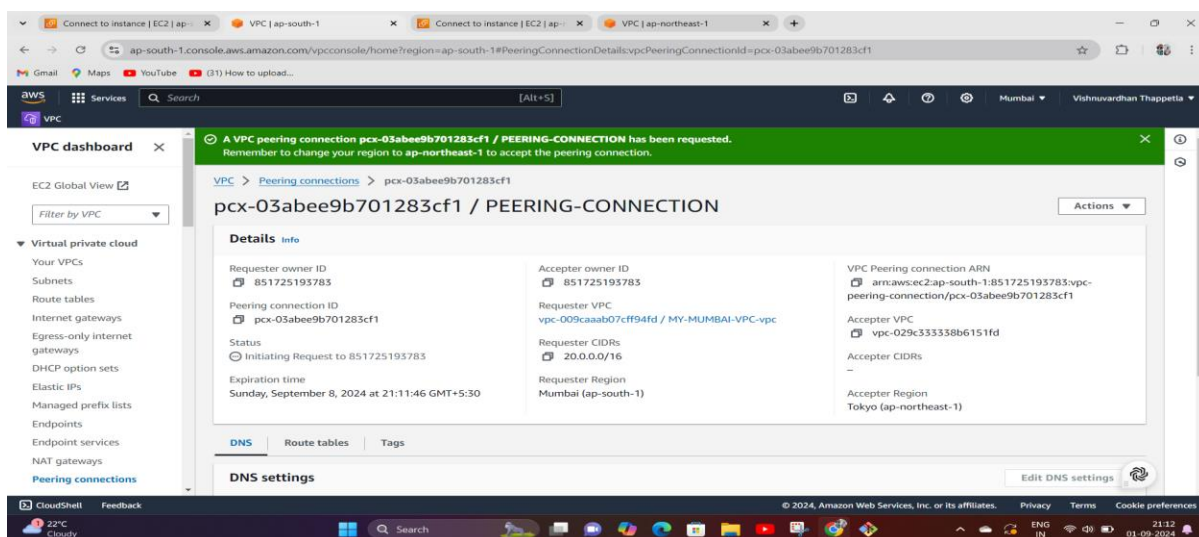 Connect to instance | EC2 | ap-s
VPC | ap-south-1
Connect to instance | EC2 | ap-
VPC | ap-northeast-1
ap-south-1.console.aws.amazon.com/vpcconsole/home?region=ap-south-1#PeeringConnectionDetails:vpcPeeringConnectionId=pcx-03abee9b701283cf1
Gmail Maps YouTube (31) How to upload...
aws Services Search [Alt+S] Mumbai Vishnuvardhan Thappetla
VPC
VPC dashboard
EC2 Global View
Filter by VPC
Virtual private cloud
Your VPCs
Subnets
Route tables
Internet gateways
Egress-only internet
gateways
DHCP option sets
Elastic IPs
Managed prefix lists
Endpoints
Endpoint services
NAT gateways
Peering connections
A VPC peering connection pcx-03abee9b701283cf1 / PEERING-CONNECTION has been requested.
Remember to change your region to ap-northeast-1 to accept the peering connection.
VPC > Peering connections > pcx-03abee9b701283cf1
pcx-03abee9b701283cf1 / PEERING-CONNECTION
Actions
Details Info
Requester owner ID
851725193783
Peering connection ID
pcx-03abee9b701283cf1
Status
Initiating Request to 851725193783
Expiration time
Sunday, September 8, 2024 at 21:11:46 GMT+5:30
Accepter owner ID
851725193783
Requester VPC
vpc-009caaab07cff94fd / MY-MUMBAI-VPC-vpc
Requester CIDRs
20.0.0.0/16
Requester Region
Mumbai (ap-south-1)
VPC Peering connection ARN
arn:aws:ec2:ap-south-1:851725193783:vpc-
peering-connection/pcx-03abee9b701283cf1
Accepter VPC
vpc-029c333338b6151fd
Accepter CIDRs
–
Accepter Region
Tokyo (ap-northeast-1)
DNS Route tables Tags
DNS settings
Edit DNS settings
CloudShell Feedback © 2024, Amazon Web Services, Inc. or its affiliates. Privacy Terms Cookie preferences
22°C
Cloudy
Search
ENG
IN
21:12
01-09-2024